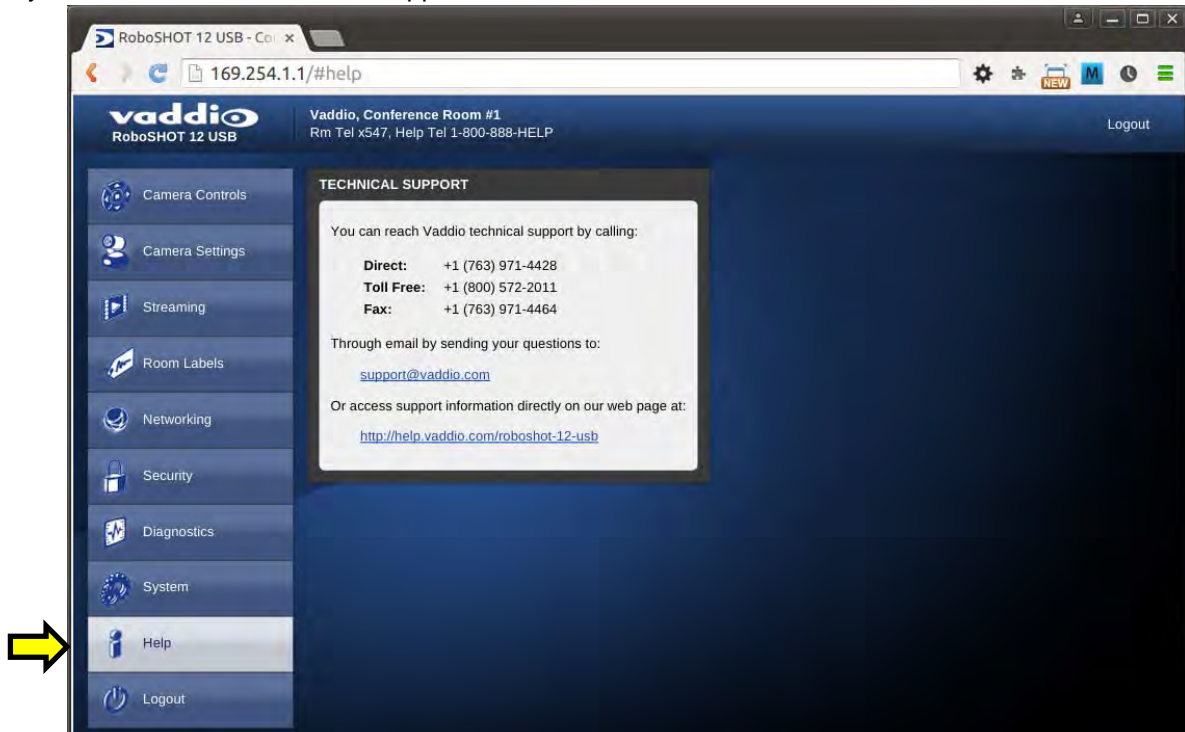 RoboSHOT 12 USB - Co
169.254.1.1/#help
NEW
M
vaddio
RoboSHOT 12 USB
Vaddio, Conference Room #1
Rm Tel x547, Help Tel 1-800-888-HELP
Logout
Camera Controls
Camera Settings
Streaming
Room Labels
Networking
Security
Diagnostics
System
Help
Logout
TECHNICAL SUPPORT
You can reach Vaddio technical support by calling:
Direct: +1 (763) 971-4428
Toll Free: +1 (800) 572-2011
Fax: +1 (763) 971-4464
Through email by sending your questions to:
support@vaddio.com
Or access support information directly on our web page at:
http://help.vaddio.com/roboshot-12-usb